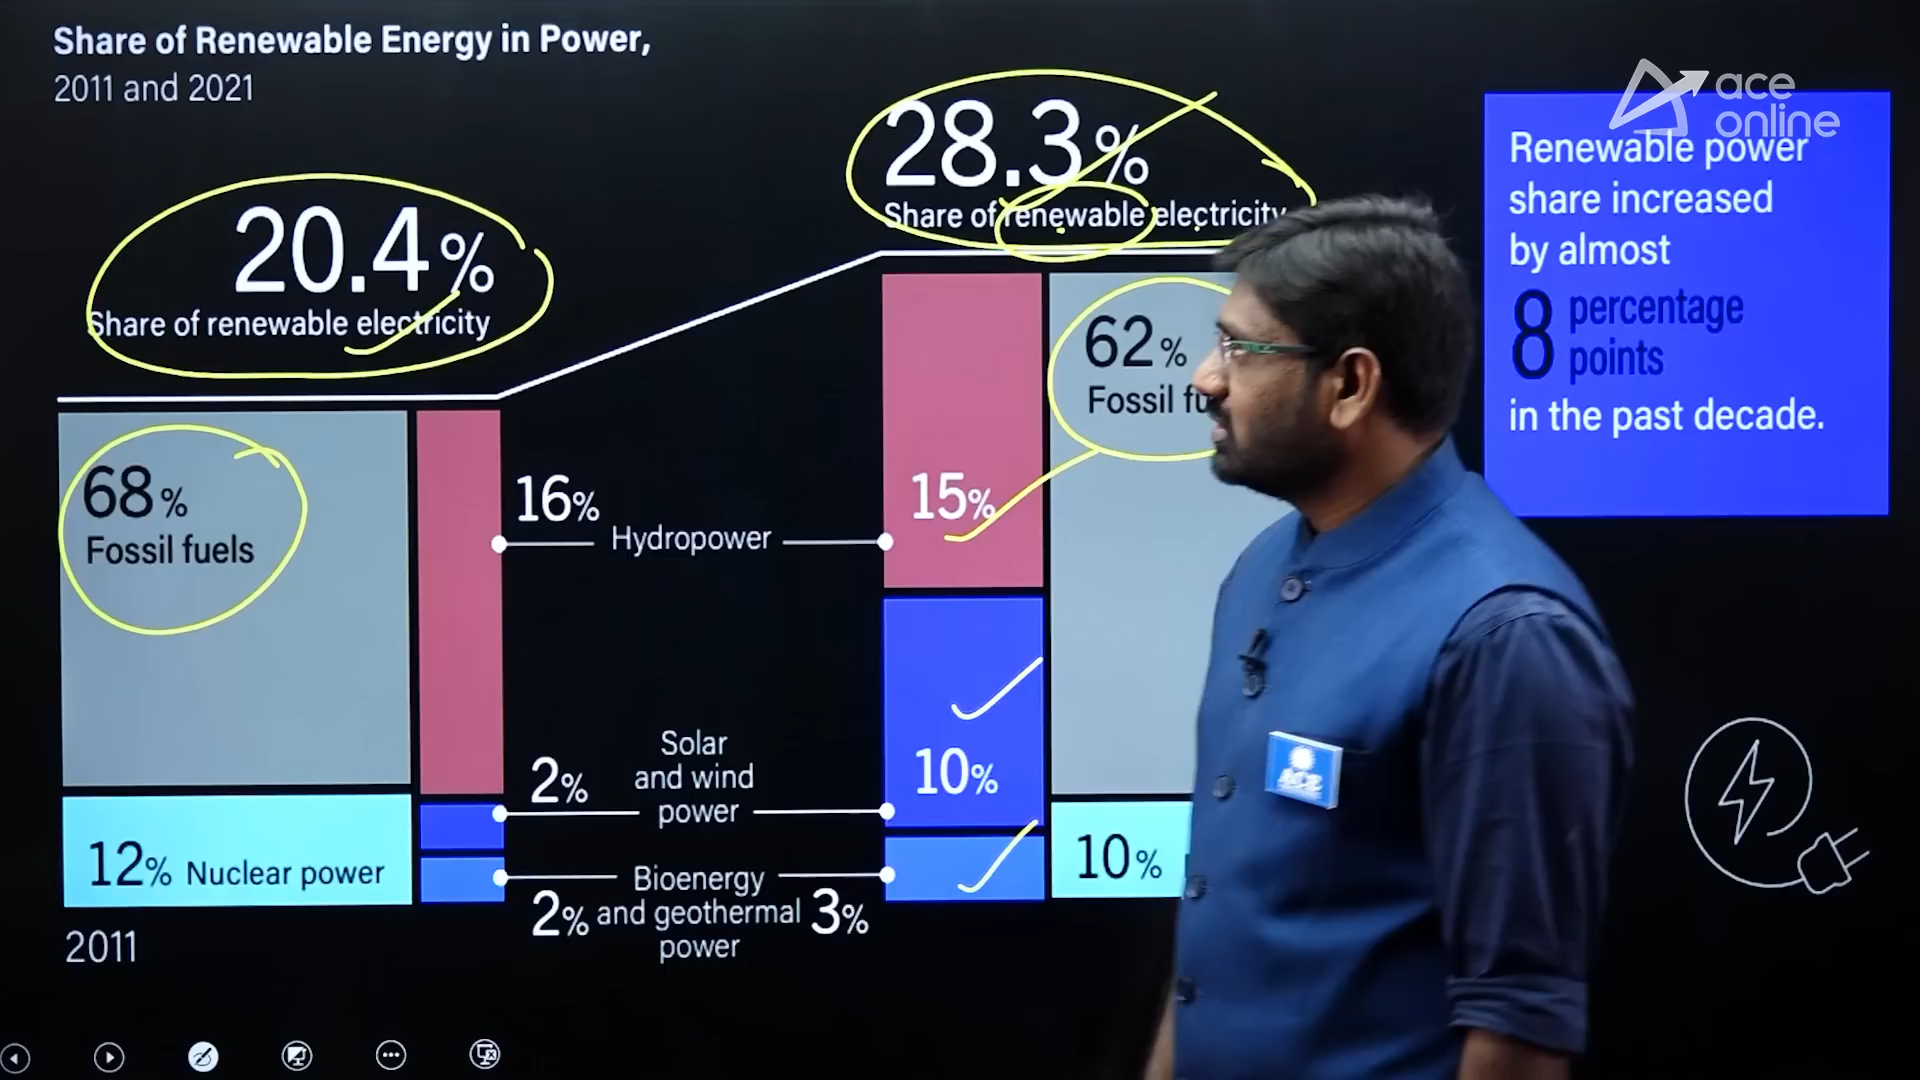 Share of Renewable Energy in Power,
2011 and 2021
20.4%
Share of renewable electricity
28.3%
Share of renewable electricity
ace
online
Renewable power
share increased
by almost
8 percentage
points
in the past decade.
68%
Fossil fuels
12% Nuclear power
2011
16%
Hydropower
15%
62%
Fossil
2%
Solar
and wind
power
10%
2%
Bioenergy
and geothermal
power
3%
10%
ACE